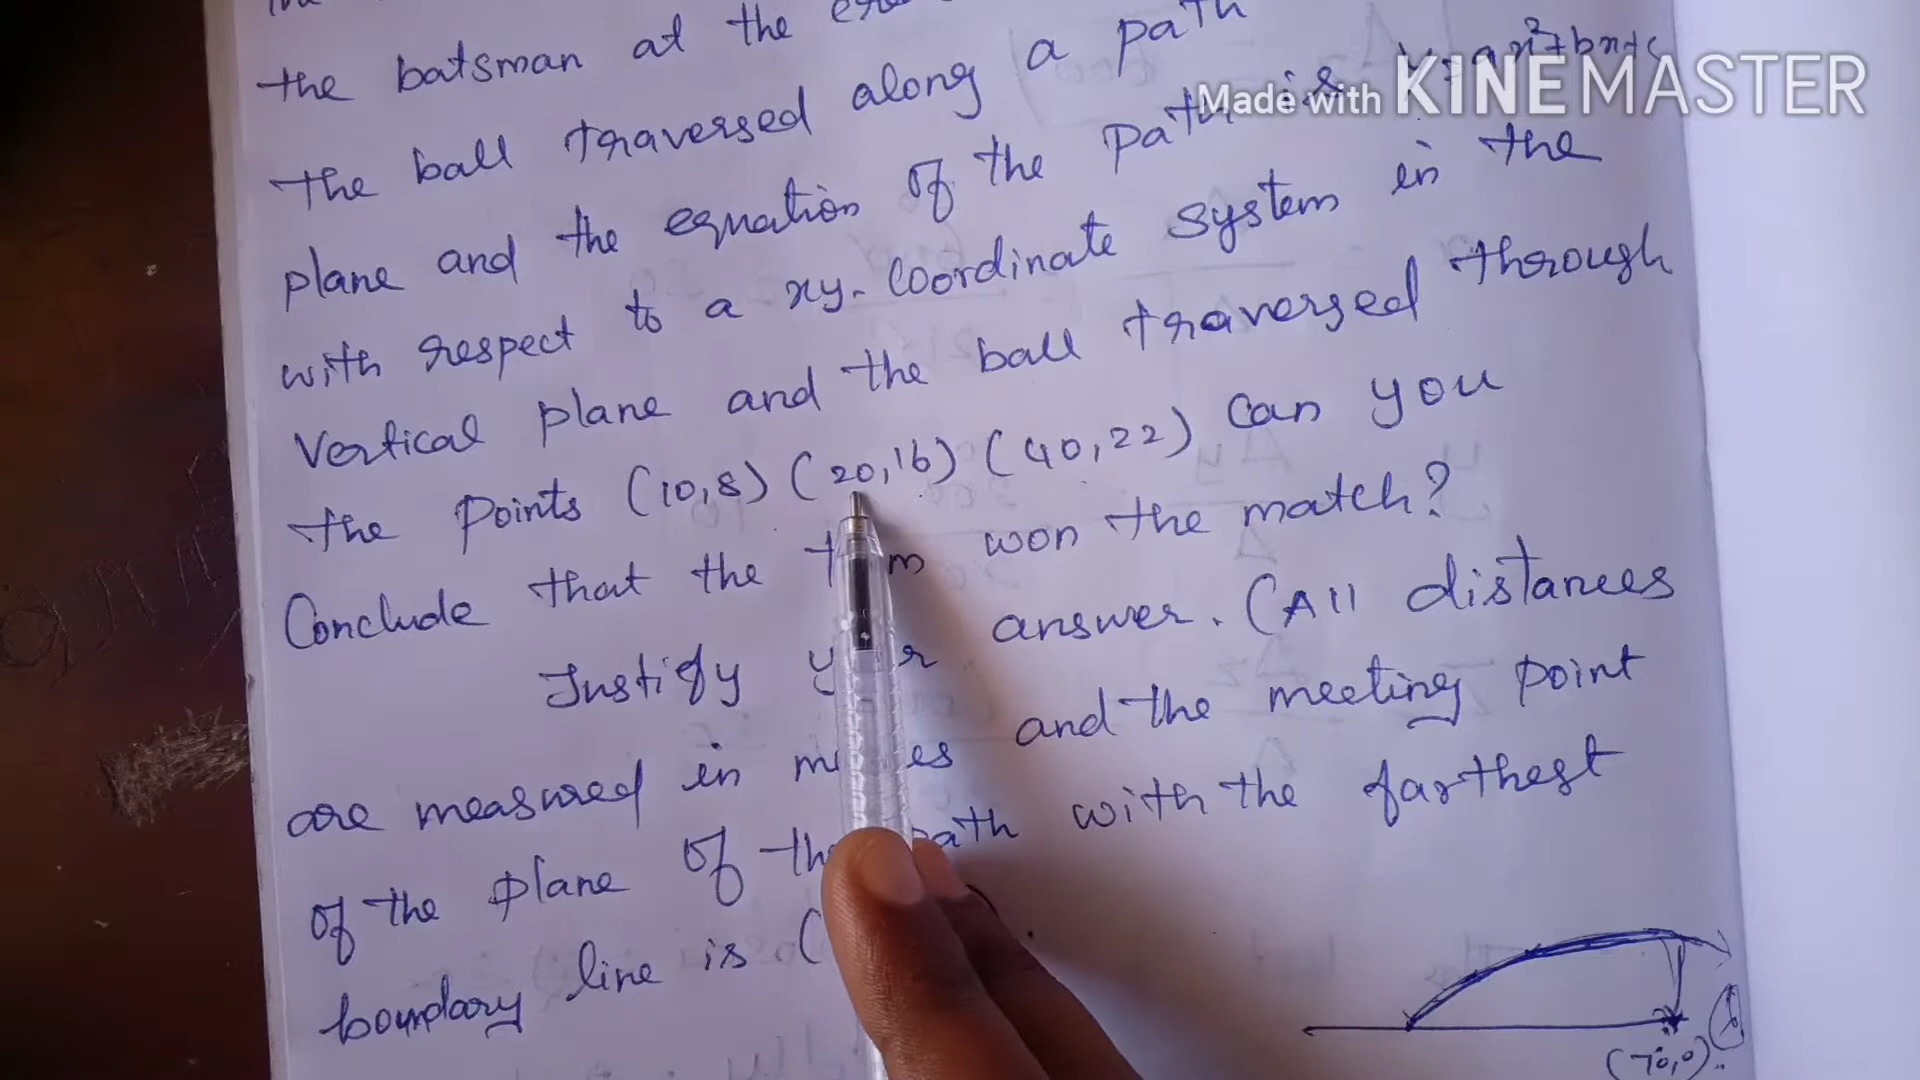 the batsman at the
the ball traversed along a path
plane and the equation of the path is y=ax²+bx+c
with respect to a xy-coordinate system in the
Vertical plane and the ball traversed through
the points (10,8) (20,16) (40,22) Can you
Conclude that the won the match?
Justify answer. (All distances
are measured in and the meeting point
of the plane of the path with the farthest
boundary line is (
(70,0)
Made with KINEMASTER